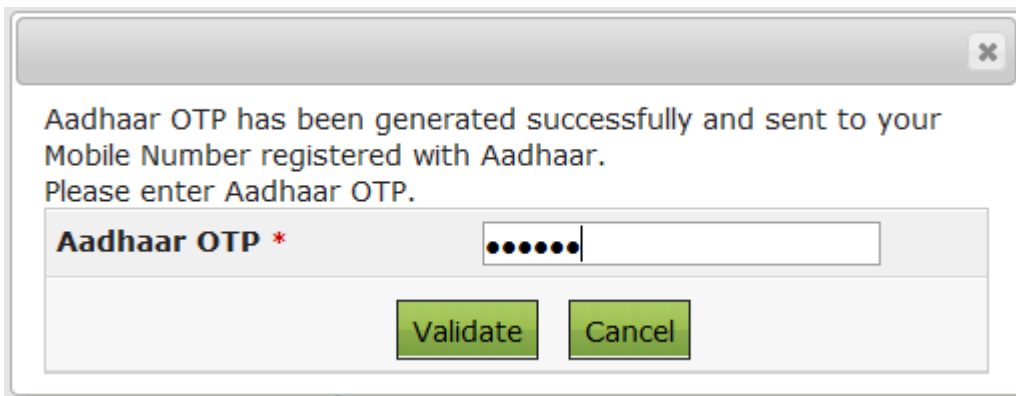 Aadhaar OTP has been generated successfully and sent to your
Mobile Number registered with Aadhaar.
Please enter Aadhaar OTP.
Aadhaar OTP * ••••••
Validate Cancel